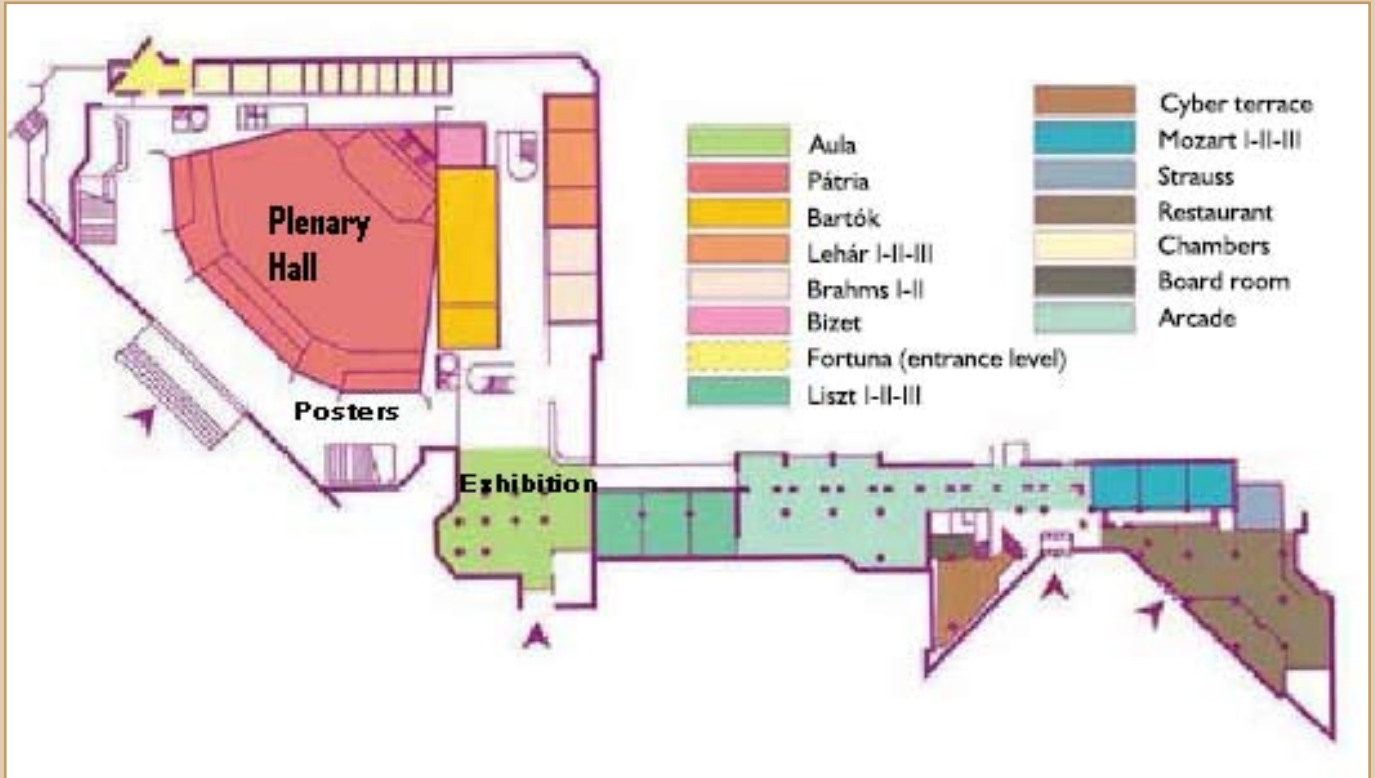 Plenary
Hall
Posters
Exhibition
Aula
Pátria
Bartók
Lehár I-II-III
Brahms I-II
Bizet
Fortuna (entrance level)
Liszt I-II-III
Cyber terrace
Mozart I-II-III
Strauss
Restaurant
Chambers
Board room
Arcade